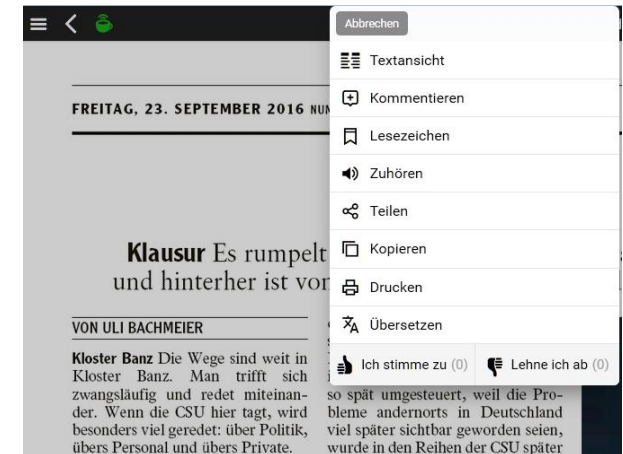 Abbrechen
Textansicht
Kommentieren
Lesezeichen
Zuhören
Teilen
Kopieren
Drucken
Übersetzen
Ich stimme zu (0)
Lehne ich ab (0)
FREITAG, 23. SEPTEMBER 2016
Klausur Es rumpelt
und hinterher ist
VON ULI BACHMEIER
Kloster Banz Die Wege sind weit in
Kloster Banz. Man trifft sich
zwangsläufig und redet miteinan-
der. Wenn die CSU hier tagt, wird
besonders viel geredet: über Politik,
übers Personal und übers Private.
so spät umgesteuert, weil die Pro-
bleme andernorts in Deutschland
viel später sichtbar geworden seien,
wurde in den Reihen der CSU später